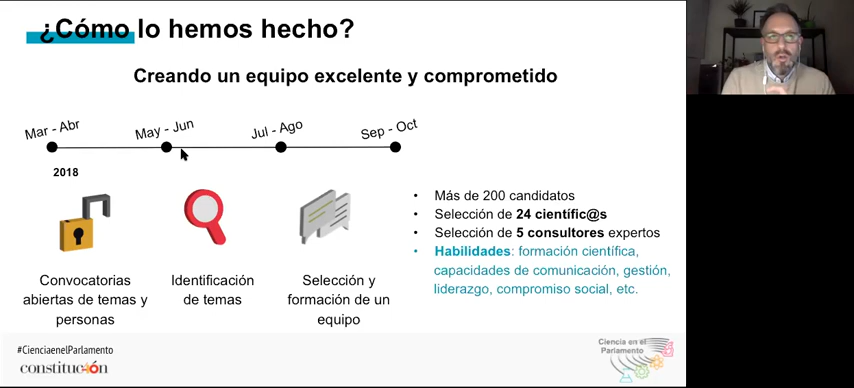 ¿Cómo lo hemos hecho?
Creando un equipo excelente y comprometido
Mar - Abr
May - Jun
Jul - Ago
Sep - Oct
2018
Convocatorias
abiertas de temas y
personas
Identificación
de temas
Selección y
formación de un
equipo
• Más de 200 candidatos
• Selección de 24 científic@s
• Selección de 5 consultores expertos
• Habilidades: formación científica,
capacidades de comunicación, gestión,
liderazgo, compromiso social, etc.
#CienciaenelParlamento
constitución
40
Ciencia en el
Parlamento